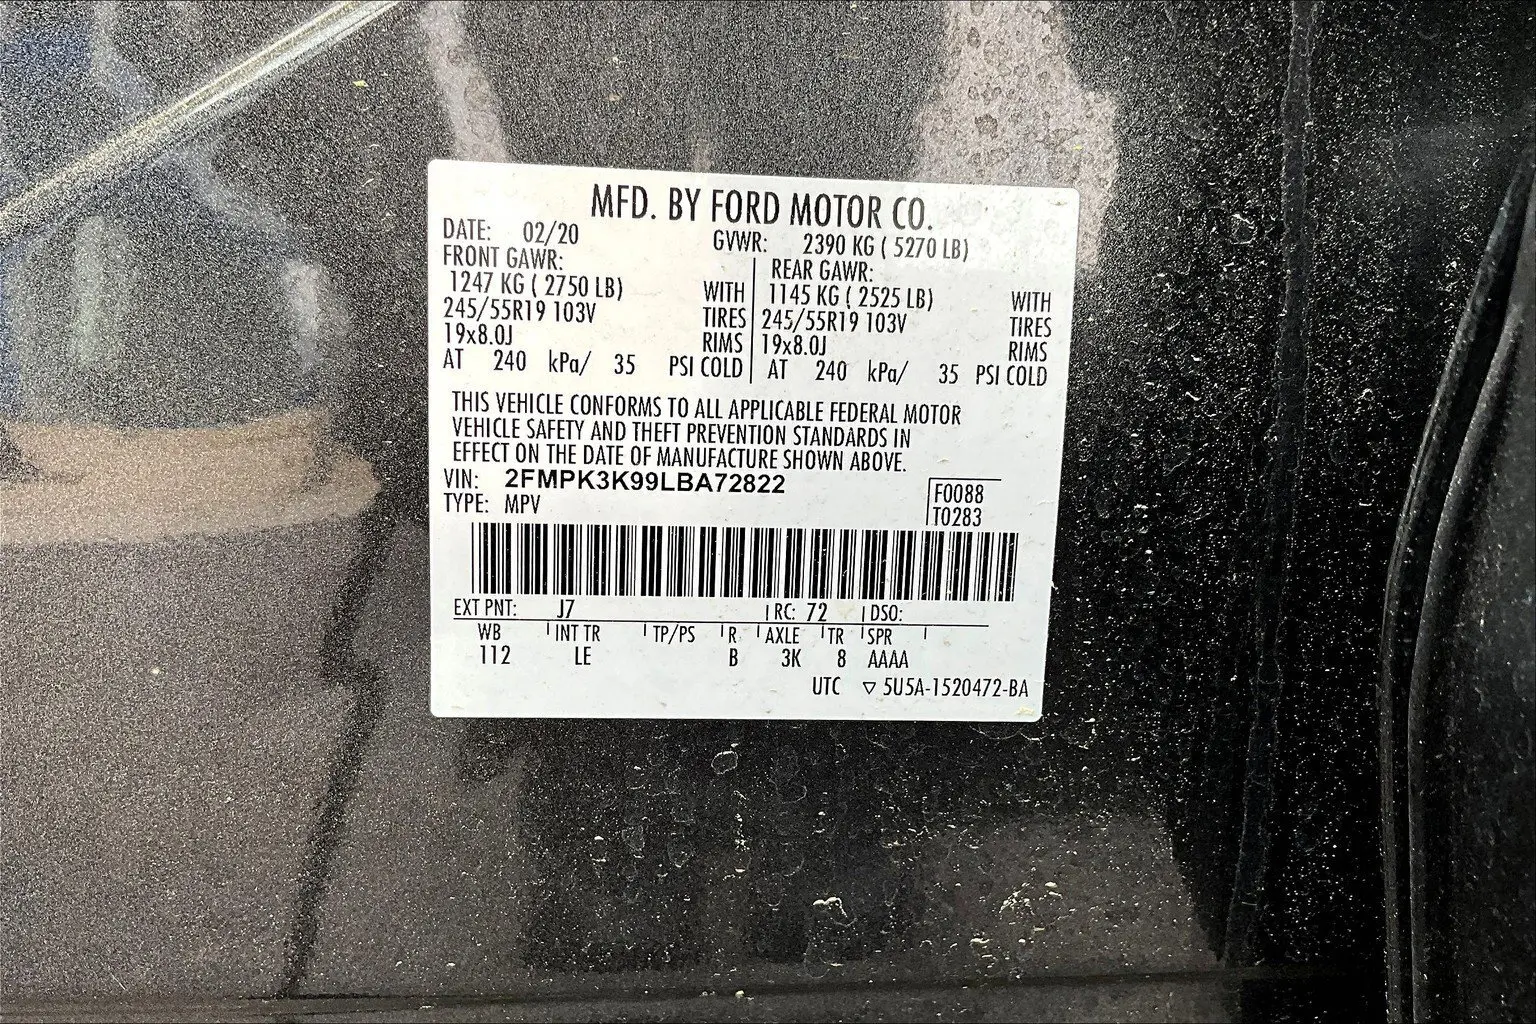 MFD. BY FORD MOTOR CO.
DATE: 02/20 GVWR: 2390 KG ( 5270 LB)
FRONT GAWR: REAR GAWR:
1247 KG ( 2750 LB) WITH 1145 KG ( 2525 LB) WITH
245/55R19 103V TIRES 245/55R19 103V TIRES
19x8.0J RIMS 19x8.0J RIMS
AT 240 kPa/ 35 PSI COLD AT 240 kPa/ 35 PSI COLD
THIS VEHICLE CONFORMS TO ALL APPLICABLE FEDERAL MOTOR
VEHICLE SAFETY AND THEFT PREVENTION STANDARDS IN
EFFECT ON THE DATE OF MANUFACTURE SHOWN ABOVE.
VIN: 2FMPK3K99LBA72822 F0088
TYPE: MPV T0283
EXT PNT: J7 RC: 72 DSO:
WB INT TR TP/PS R AXLE TR SPR
112 LE B 3K 8 AAAA
UTC ▽ 5U5A-1520472-BA